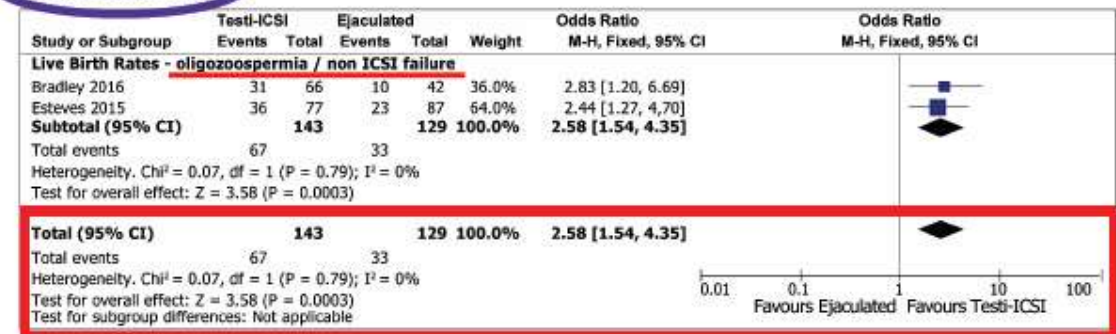 Testi-ICSI Ejaculated Odds Ratio Odds Ratio
Study or Subgroup Events Total Events Total Weight M-H, Fixed, 95% CI M-H, Fixed, 95% CI
Live Birth Rates - oligozoospermia / non ICSI failure
Bradley 2016 31 66 10 42 36.0% 2.83 [1.20, 6.69]
Esteves 2015 36 77 23 87 64.0% 2.44 [1.27, 4,70]
Subtotal (95% CI) 143 129 100.0% 2.58 [1.54, 4.35]
Total events 67 33
Heterogeneity. Chi² = 0.07, df = 1 (P = 0.79); I² = 0%
Test for overall effect: Z = 3.58 (P = 0.0003)
Total (95% CI) 143 129 100.0% 2.58 [1.54, 4.35]
Total events 67 33
Heterogeneity. Chi² = 0.07, df = 1 (P = 0.79); I² = 0%
Test for overall effect: Z = 3.58 (P = 0.0003)
Test for subgroup differences: Not applicable
0.01 0.1 1 10 100
Favours Ejaculated Favours Testi-ICSI